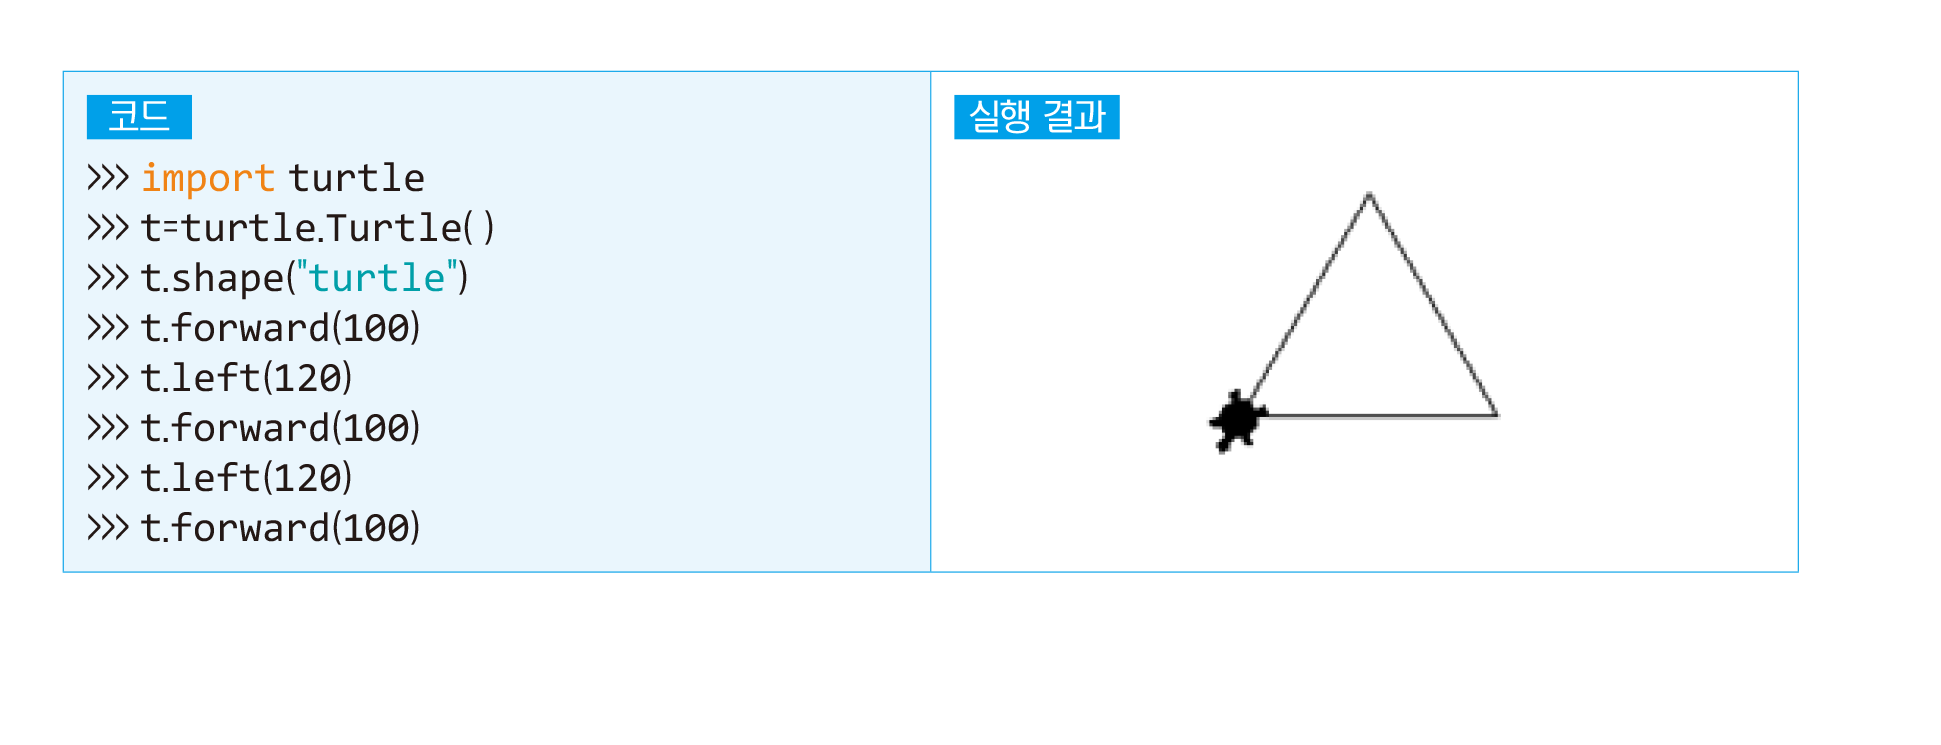 코드
>>> import turtle
>>> t=turtle.Turtle( )
>>> t.shape("turtle")
>>> t.forward(100)
>>> t.left(120)
>>> t.forward(100)
>>> t.left(120)
>>> t.forward(100)
실행 결과